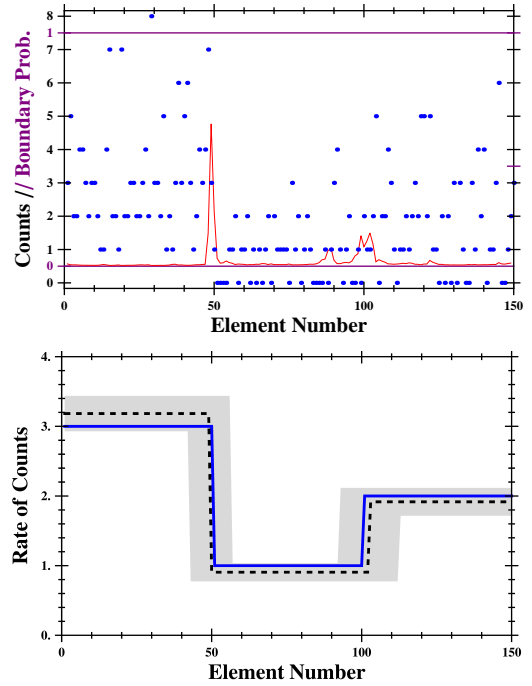 8
1
7
6
5
4
3
2
1
0
0
Counts // Boundary Prob.
0 50 100 150
Element Number
4.
3.
2.
1.
0.
Rate of Counts
0 50 100 150
Element Number